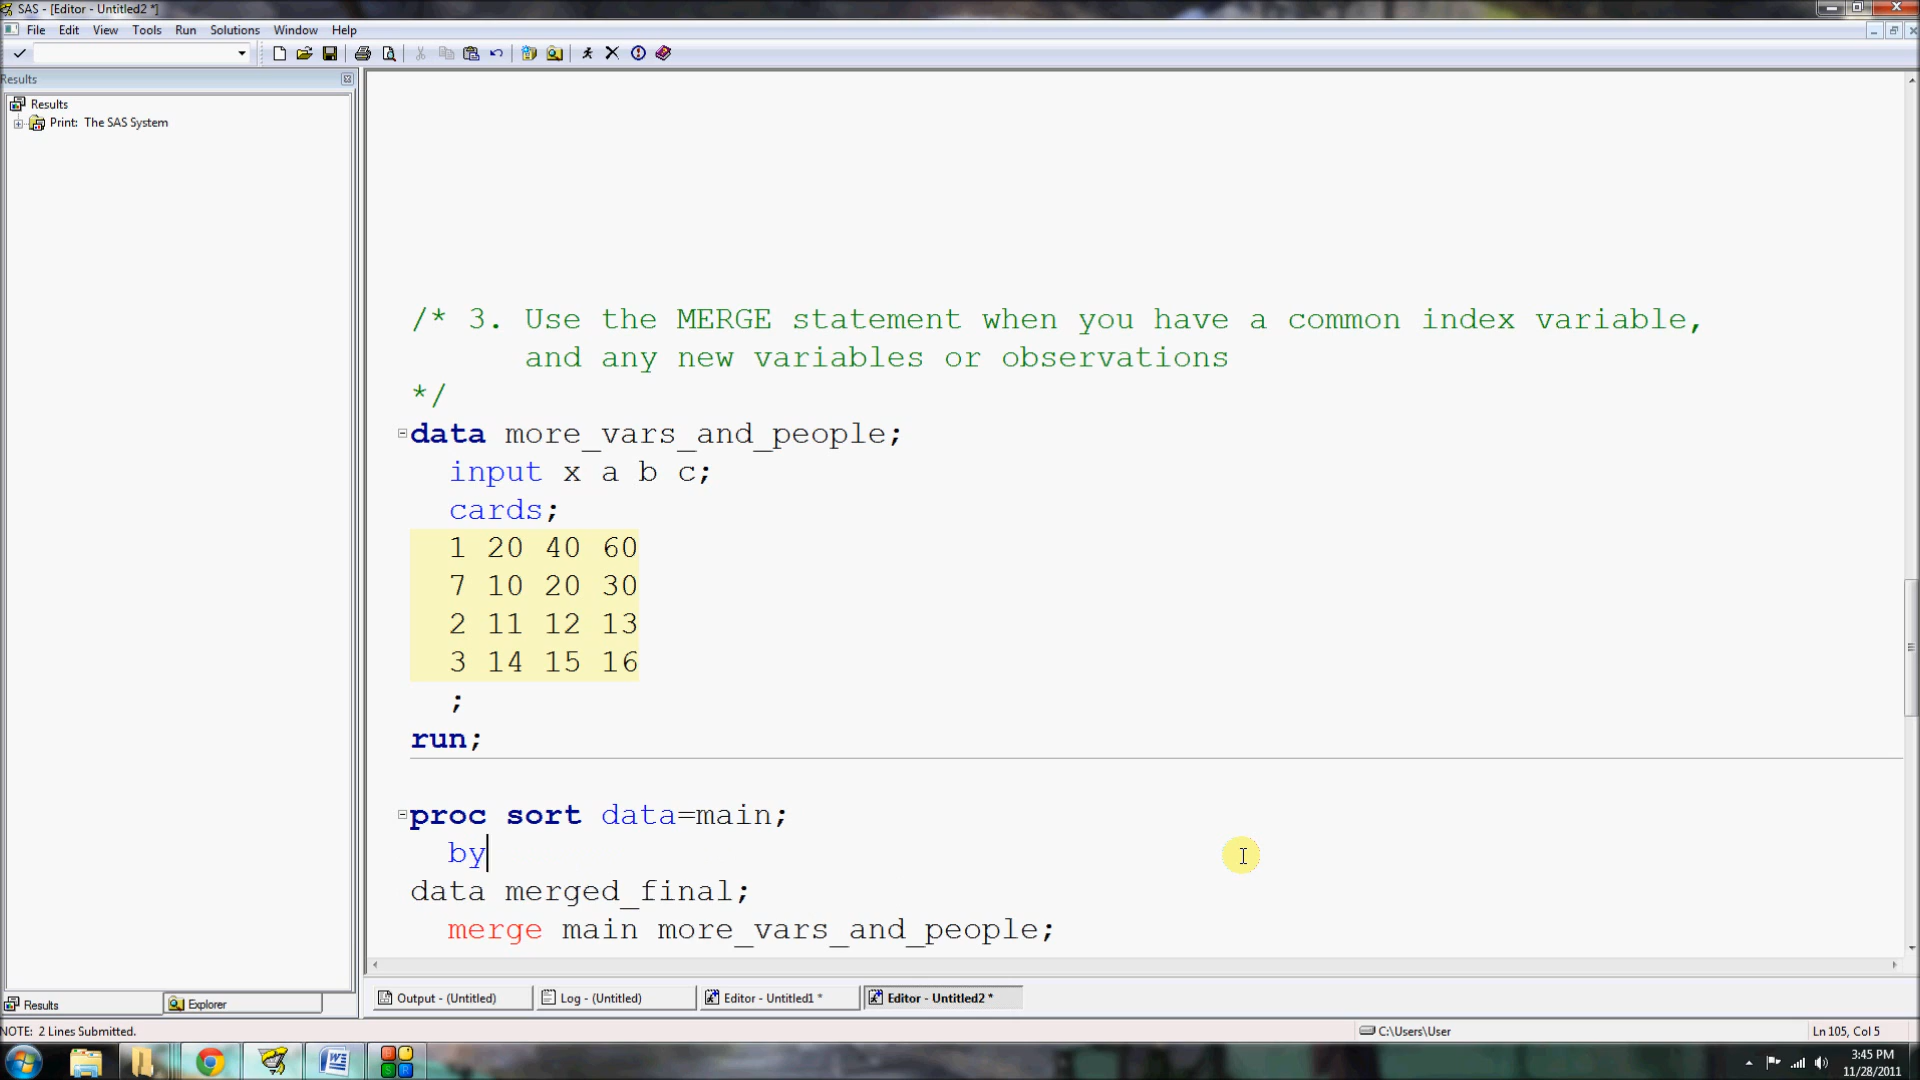 SAS - [Editor - Untitled2 *]
File Edit View Tools Run Solutions Window Help
Results
Results
Print: The SAS System
/* 3. Use the MERGE statement when you have a common index variable,
and any new variables or observations
*/
data more_vars_and_people;
input x a b c;
cards;
1 20 40 60
7 10 20 30
2 11 12 13
3 14 15 16
;
run;
proc sort data=main;
by
data merged_final;
merge main more_vars_and_people;
Results Explorer
Output - (Untitled) Log - (Untitled) Editor - Untitled1 * Editor - Untitled2 *
NOTE: 2 Lines Submitted. C:\Users\User Ln 105, Col 5
3:45 PM
11/28/2011